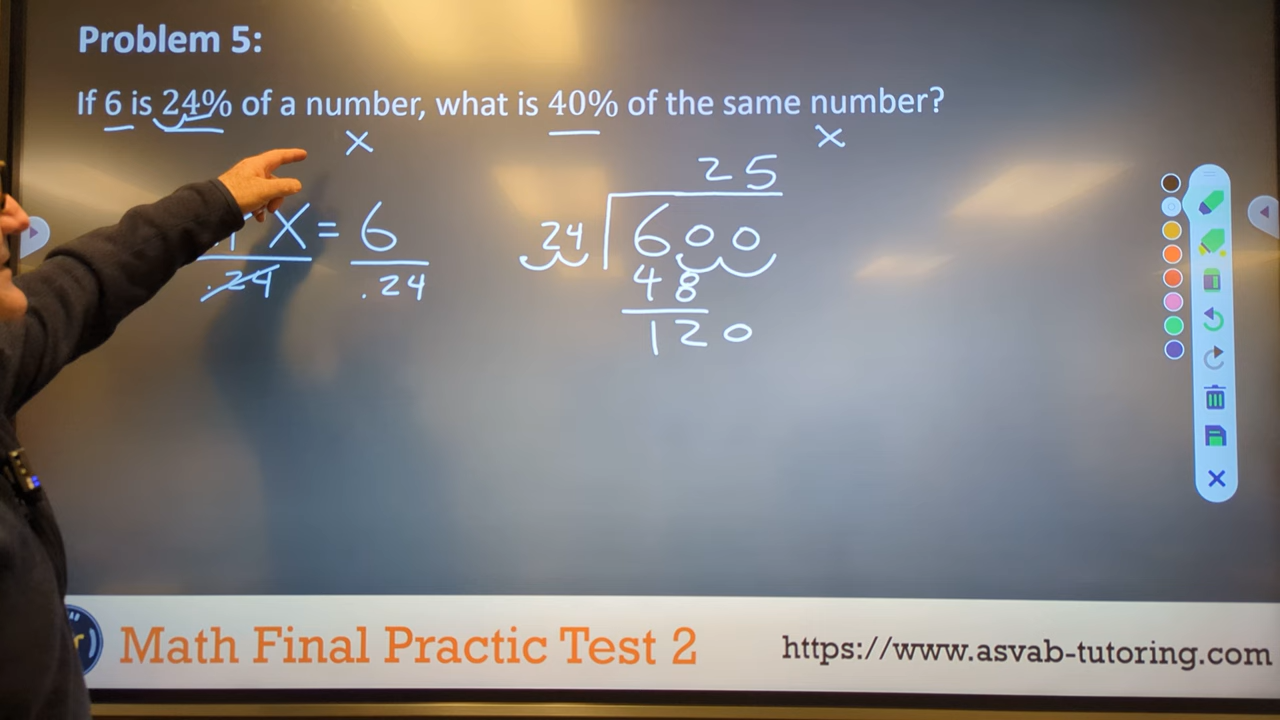 Problem 5:
If 6 is 24% of a number, what is 40% of the same number?
x x
25
X = 6
24 600
.24 .24
48
120
Math Final Practic Test 2
https://www.asvab-tutoring.com